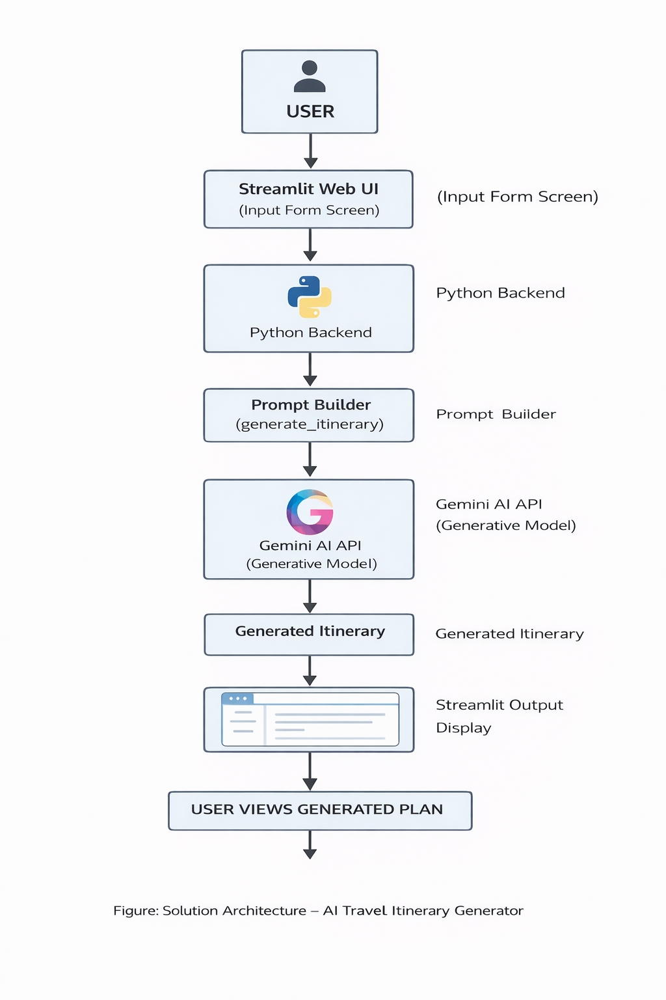 USER
Streamlit Web UI
(Input Form Screen)
(Input Form Screen)
Python Backend
Python Backend
Prompt Builder
(generate_itinerary)
Prompt Builder
Gemini AI API
(Generative Model)
Gemini AI API
(Generative Model)
Generated Itinerary
Generated Itinerary
Streamlit Output
Display
USER VIEWS GENERATED PLAN
Figure: Solution Architecture – AI Travel Itinerary Generator